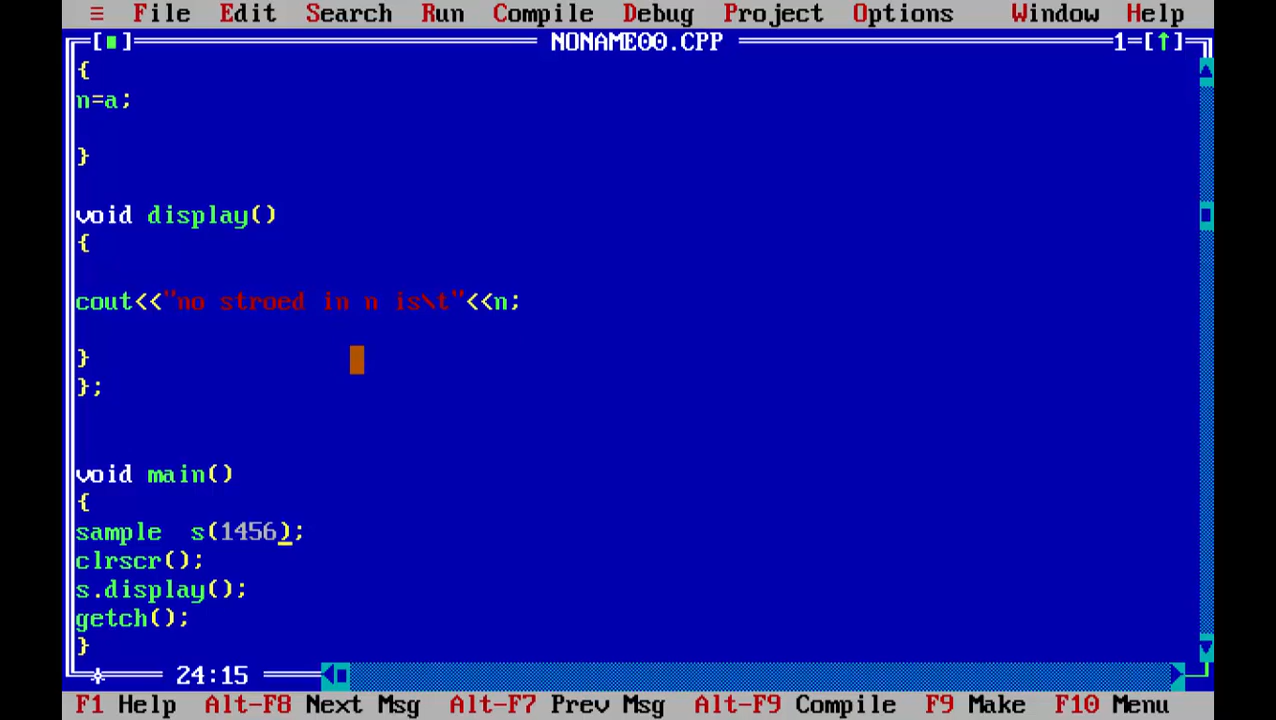 ≡ File Edit Search Run Compile Debug Project Options Window Help
[■] NONAME00.CPP 1=[↑]
{
n=a;
}
void display()
{
cout<<"no stroed in n is\t"<<n;
}
};
void main()
{
sample  s(1456);
clrscr();
s.display();
getch();
}
24:15
F1 Help Alt-F8 Next Msg Alt-F7 Prev Msg Alt-F9 Compile F9 Make F10 Menu